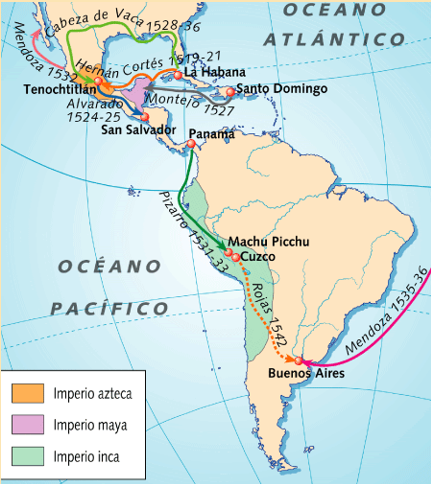 OCEANO
ATLÁNTICO
Cabeza de Vaca 1528-36
Mendoza 1532
Hernán Cortés 1519-21
La Habana
Tenochtitlán
Santo Domingo
Montejo 1527
Alvarado
1524-25
San Salvador
Panamá
Pizarro 1531-33
Machu Picchu
Cuzco
OCÉANO
PACÍFICO
Rojas 1542
Mendoza 1535-36
Buenos Aires
Imperio azteca
Imperio maya
Imperio inca